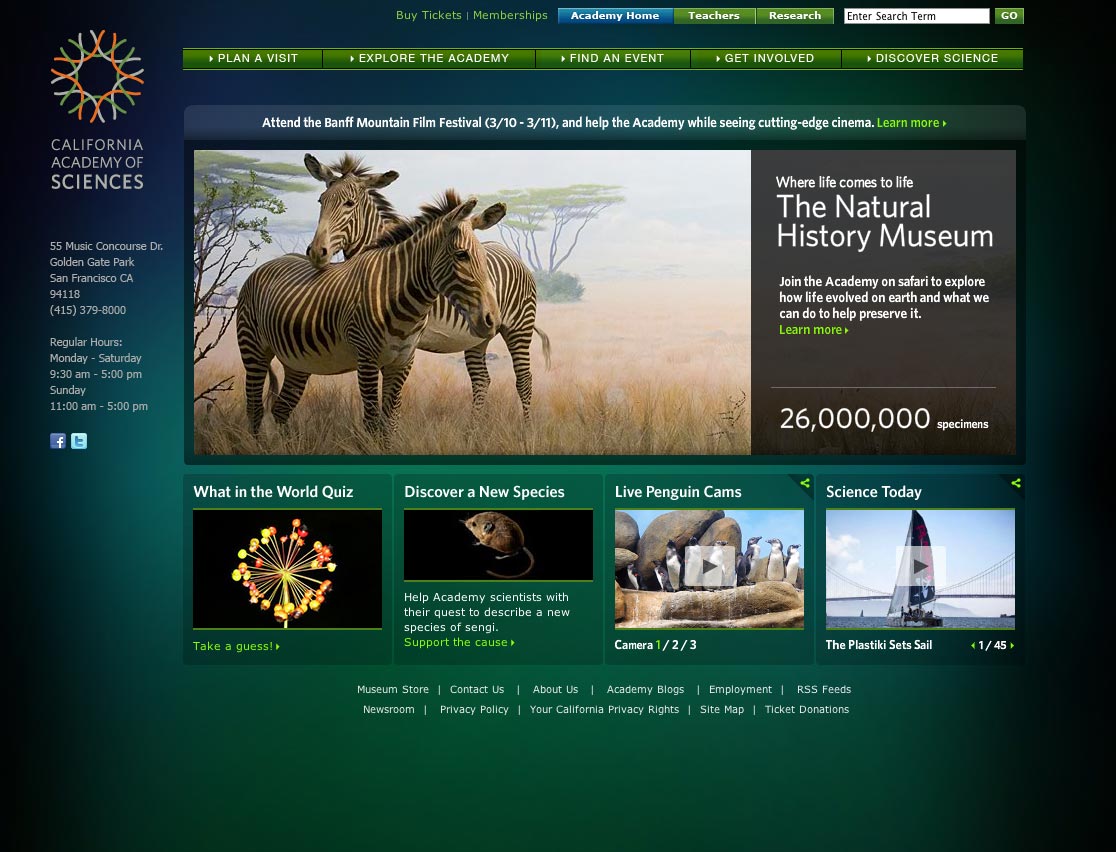 Buy Tickets | Memberships
Academy Home
Teachers
Research
Enter Search Term
GO
PLAN A VISIT
EXPLORE THE ACADEMY
FIND AN EVENT
GET INVOLVED
DISCOVER SCIENCE
CALIFORNIA
ACADEMY OF
SCIENCES
55 Music Concourse Dr.
Golden Gate Park
San Francisco CA
94118
(415) 379-8000
Regular Hours:
Monday - Saturday
9:30 am - 5:00 pm
Sunday
11:00 am - 5:00 pm
Attend the Banff Mountain Film Festival (3/10 - 3/11), and help the Academy while seeing cutting-edge cinema. Learn more
Where life comes to life
The Natural
History Museum
Join the Academy on safari to explore
how life evolved on earth and what we
can do to help preserve it.
Learn more
26,000,000 specimens
What in the World Quiz
Take a guess!
Discover a New Species
Help Academy scientists with
their quest to describe a new
species of sengi.
Support the cause
Live Penguin Cams
Camera 1 / 2 / 3
Science Today
The Plastiki Sets Sail
1 / 45
Museum Store | Contact Us | About Us | Academy Blogs | Employment | RSS Feeds
Newsroom | Privacy Policy | Your California Privacy Rights | Site Map | Ticket Donations